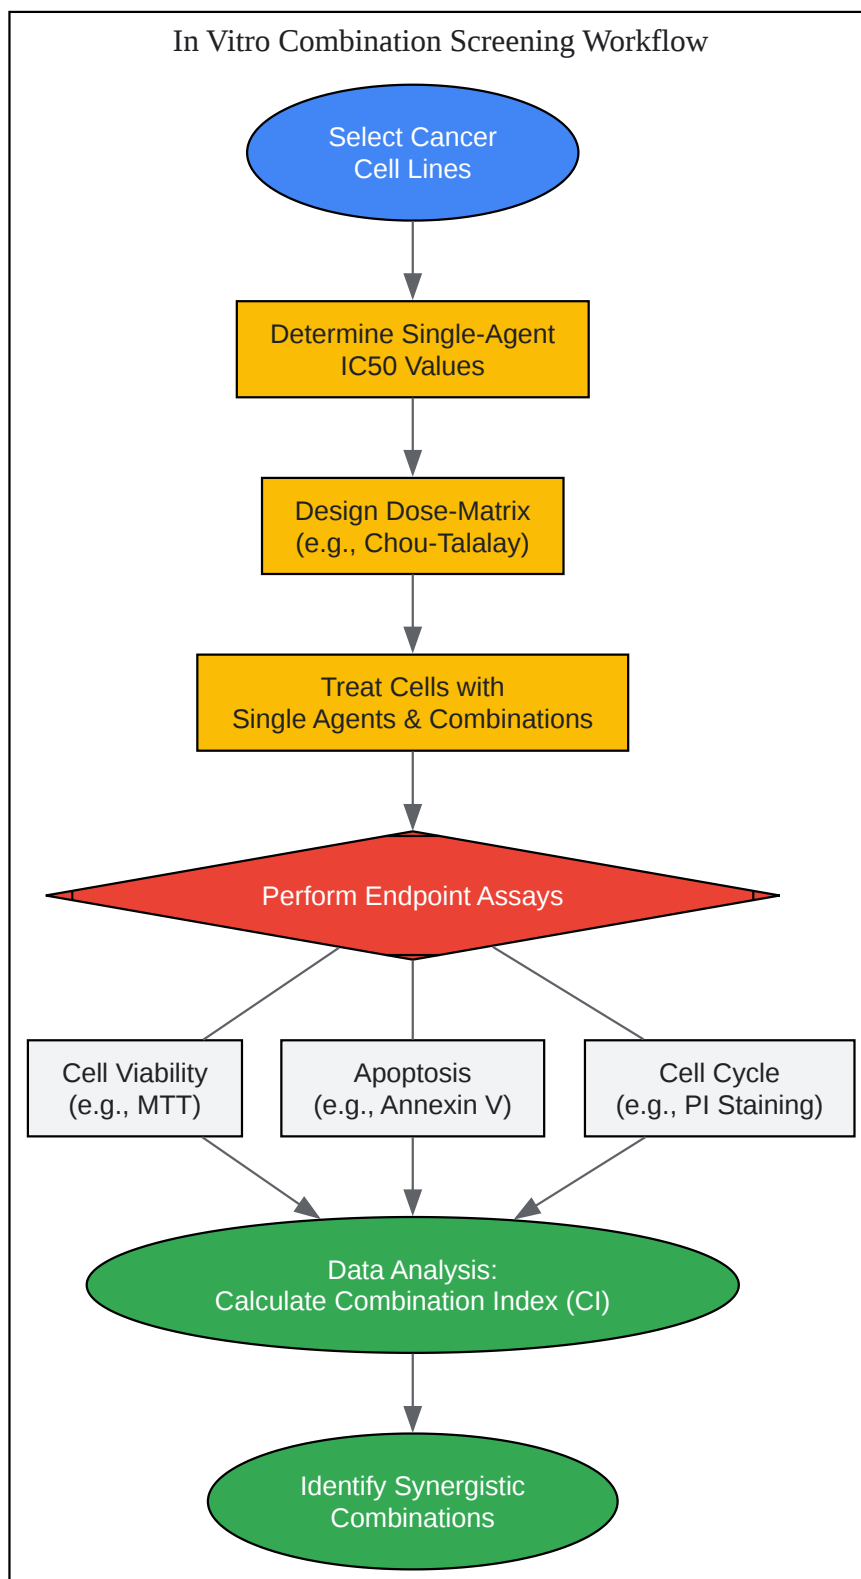 In Vitro Combination Screening Workflow
Select Cancer
Cell Lines
Determine Single-Agent
IC50 Values
Design Dose-Matrix
(e.g., Chou-Talalay)
Treat Cells with
Single Agents & Combinations
Perform Endpoint Assays
Cell Viability
(e.g., MTT)
Apoptosis
(e.g., Annexin V)
Cell Cycle
(e.g., PI Staining)
Data Analysis:
Calculate Combination Index (CI)
Identify Synergistic
Combinations